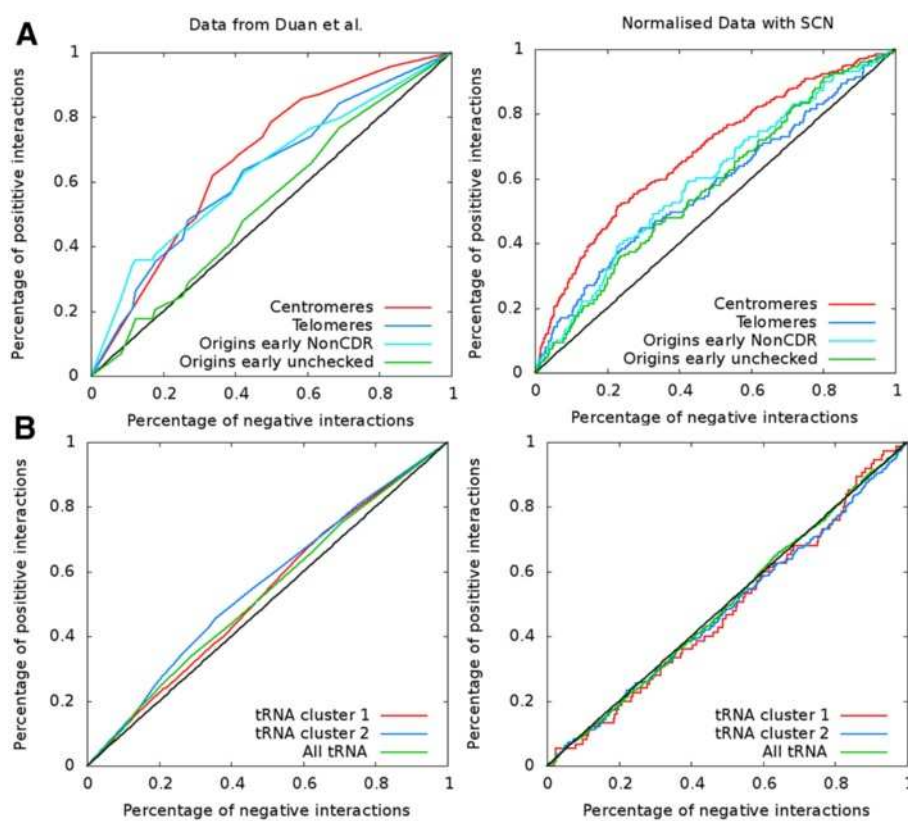 A
Data from Duan et al.
Normalised Data with SCN
Percentage of posititive interactions
1
0.8
0.6
0.4
0.2
0
Centromeres
Telomeres
Origins early NonCDR
Origins early unchecked
0 0.2 0.4 0.6 0.8 1
Percentage of negative interactions
Percentage of posititive interactions
1
0.8
0.6
0.4
0.2
0
Centromeres
Telomeres
Origins early NonCDR
Origins early unchecked
0 0.2 0.4 0.6 0.8 1
Percentage of negative interactions
B
Percentage of posititive interactions
1
0.8
0.6
0.4
0.2
0
tRNA cluster 1
tRNA cluster 2
All tRNA
0 0.2 0.4 0.6 0.8 1
Percentage of negative interactions
Percentage of posititive interactions
1
0.8
0.6
0.4
0.2
0
tRNA cluster 1
tRNA cluster 2
All tRNA
0 0.2 0.4 0.6 0.8 1
Percentage of negative interactions